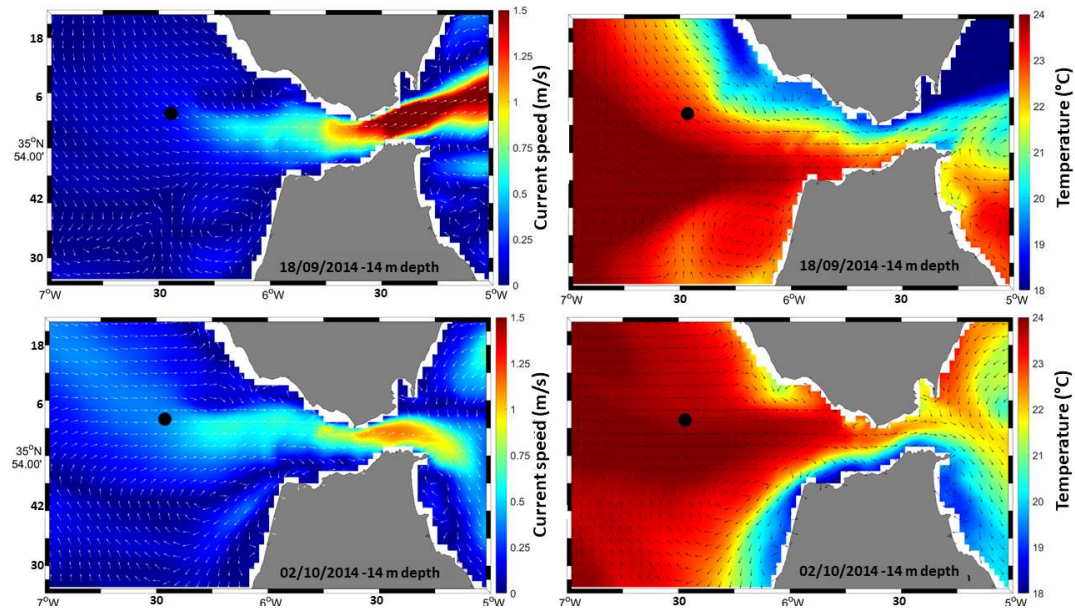 18
6
35°N
54.00'
42
30
7°W
30
6°W
30
5°W
18/09/2014 -14 m depth
1.5
1.25
1
0.75
0.5
0.25
0
Current speed (m/s)
7°W
30
6°W
30
5°W
18/09/2014 -14 m depth
24
23
22
21
20
19
18
Temperature (°C)
18
6
35°N
54.00'
42
30
7°W
30
6°W
30
5°W
02/10/2014 -14 m depth
1.5
1.25
1
0.75
0.5
0.25
0
Current speed (m/s)
7°W
30
6°W
30
5°W
02/10/2014 -14 m depth
24
23
22
21
20
19
18
Temperature (°C)